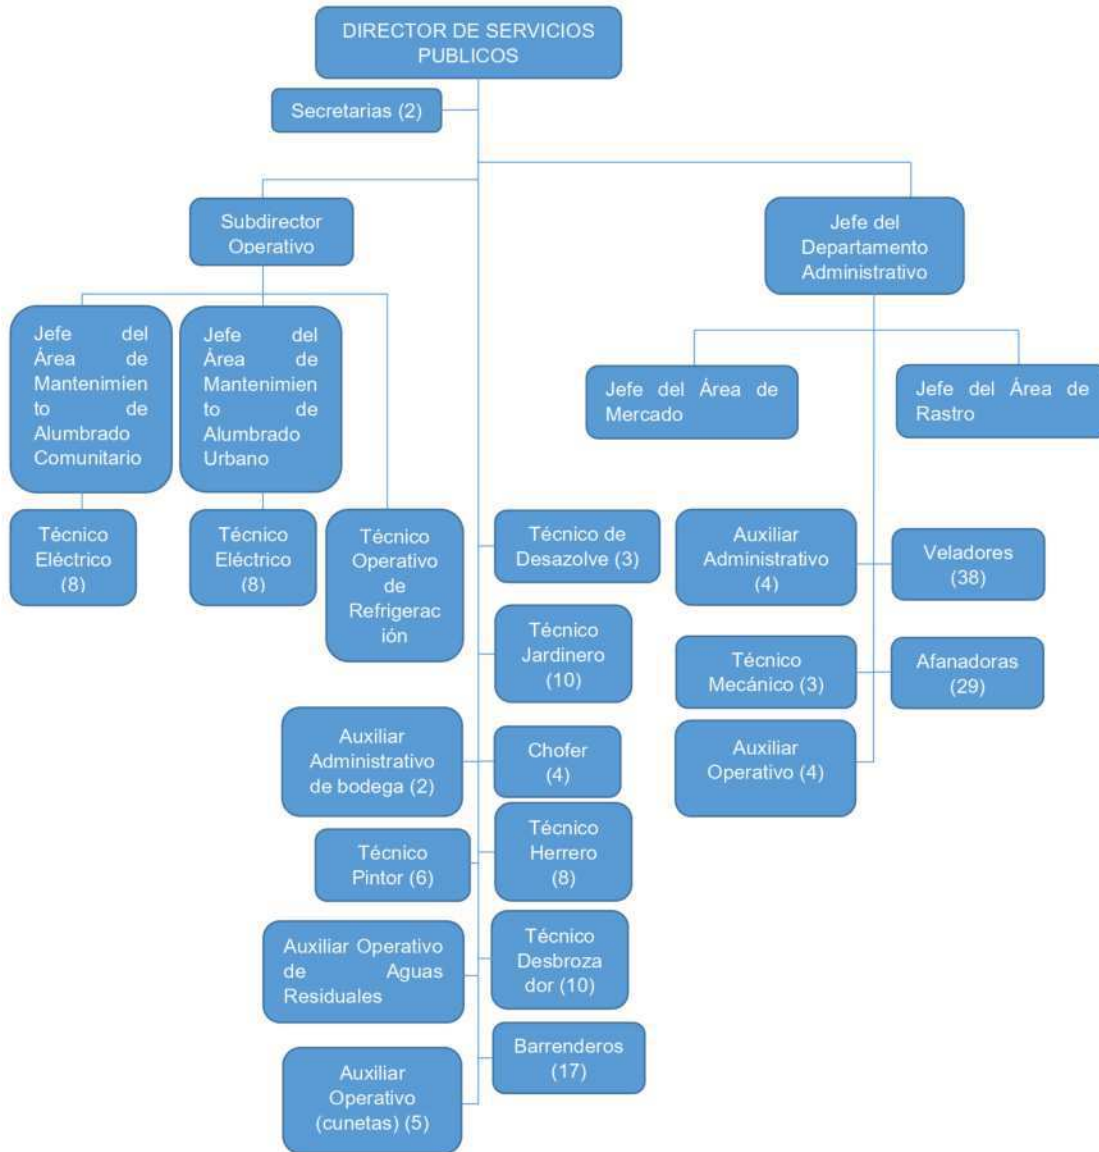 DIRECTOR DE SERVICIOS
PUBLICOS
Secretarias (2)
Subdirector
Operativo
Jefe del
Departamento
Administrativo
Jefe del
Área de
Mantenimien
to de
Alumbrado
Comunitario
Jefe del
Área de
Mantenimien
to de
Alumbrado
Urbano
Jefe del Área de
Mercado
Jefe del Área de
Rastro
Técnico
Eléctrico
(8)
Técnico
Eléctrico
(8)
Técnico
Operativo
de
Refrigerac
ión
Técnico de
Desazolve (3)
Auxiliar
Administrativo
(4)
Veladores
(38)
Técnico
Jardinero
(10)
Técnico
Mecánico (3)
Afanadoras
(29)
Auxiliar
Administrativo
de bodega (2)
Chofer
(4)
Auxiliar
Operativo (4)
Técnico
Pintor (6)
Técnico
Herrero
(8)
Auxiliar Operativo
de Aguas
Residuales
Técnico
Desbroza
dor (10)
Barrenderos
(17)
Auxiliar
Operativo
(cunetas) (5)